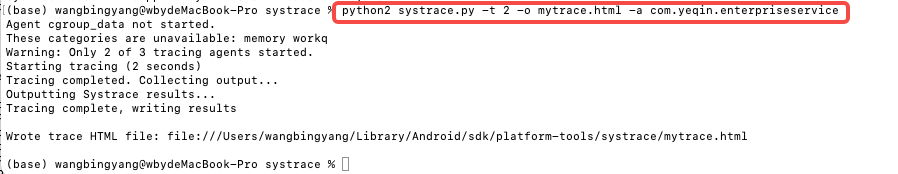 (base) wangbingyang@wbydeMacBook-Pro systrace % python2 systrace.py -t 2 -o mytrace.html -a com.yeqin.enterpriseservice
Agent cgroup_data not started.
These categories are unavailable: memory workq
Warning: Only 2 of 3 tracing agents started.
Starting tracing (2 seconds)
Tracing completed. Collecting output...
Outputting Systrace results...
Tracing complete, writing results
Wrote trace HTML file: file:///Users/wangbingyang/Library/Android/sdk/platform-tools/systrace/mytrace.html
(base) wangbingyang@wbydeMacBook-Pro systrace %